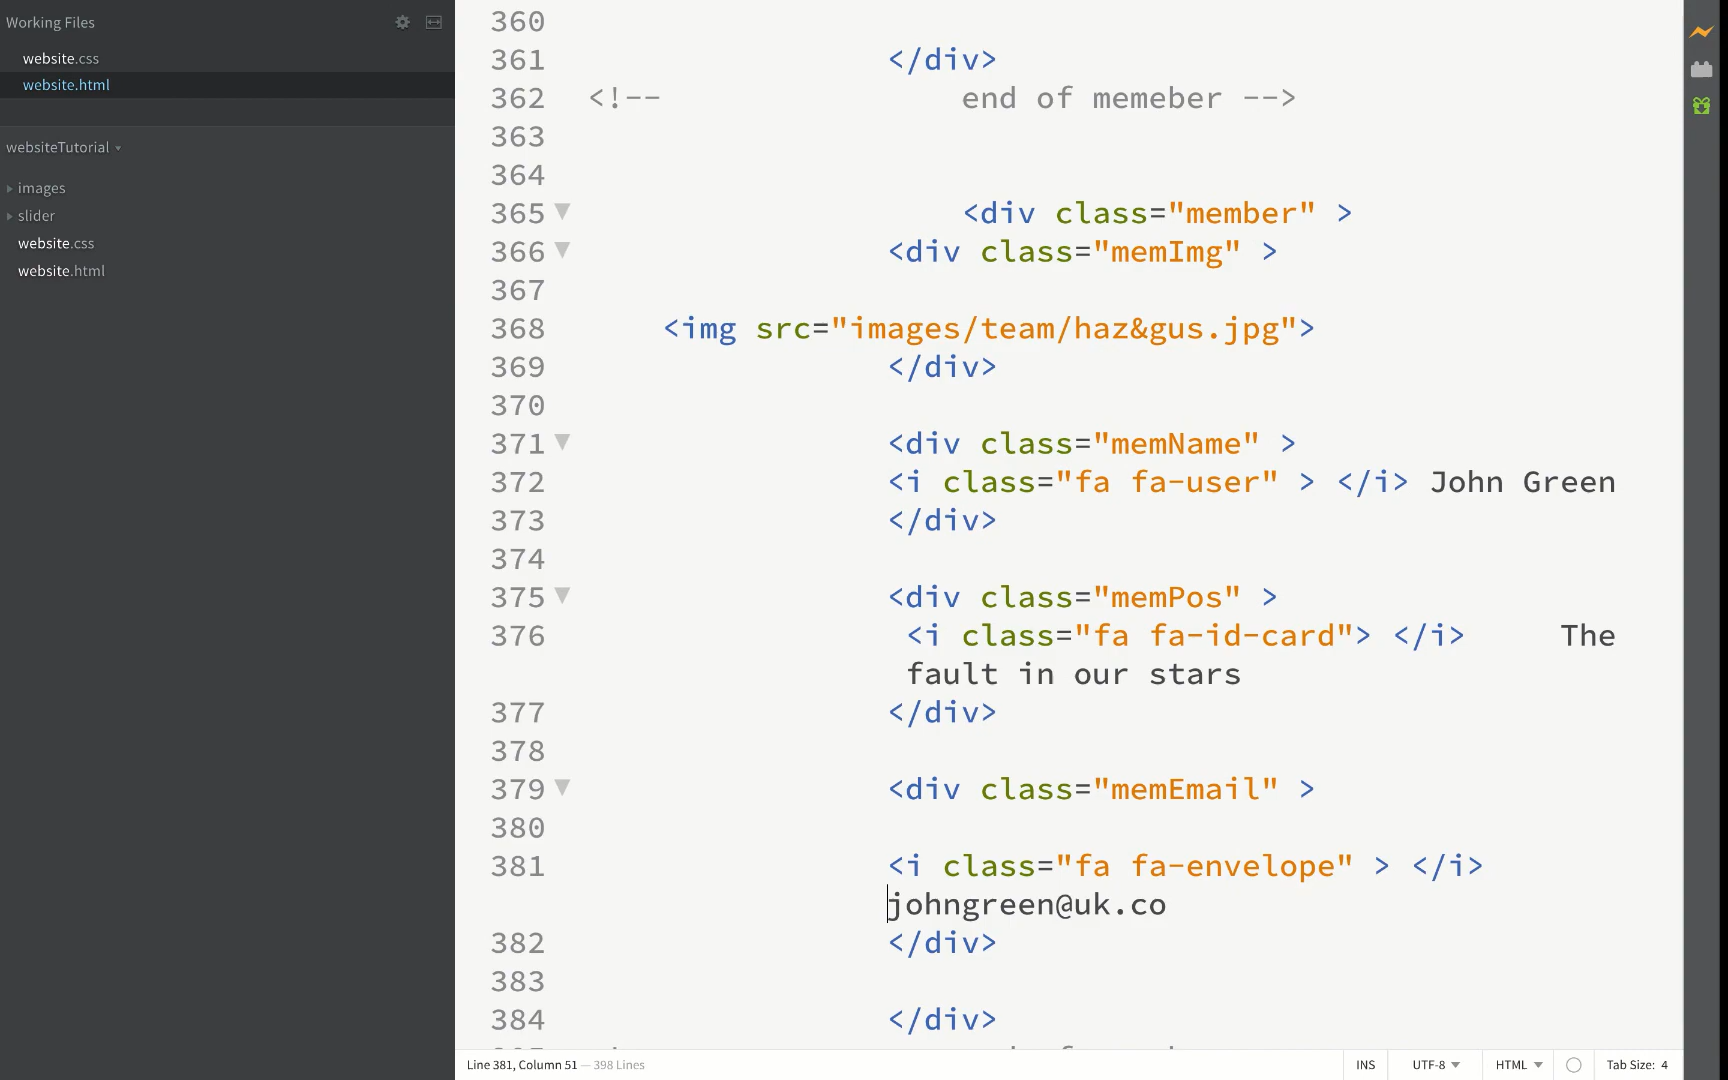 Working Files
website.css
website.html
websiteTutorial
images
slider
website.css
website.html
360
361 </div>
362 <!-- end of memeber -->
363
364
365 <div class="member" >
366 <div class="memImg" >
367
368 <img src="images/team/haz&gus.jpg">
369 </div>
370
371 <div class="memName" >
372 <i class="fa fa-user" > </i> John Green
373 </div>
374
375 <div class="memPos" >
376 <i class="fa fa-id-card"> </i> The
fault in our stars
377 </div>
378
379 <div class="memEmail" >
380
381 <i class="fa fa-envelope" > </i>
johngreen@uk.co
382 </div>
383
384 </div>
Line 381, Column 51 — 398 Lines
INS UTF-8 HTML Tab Size: 4